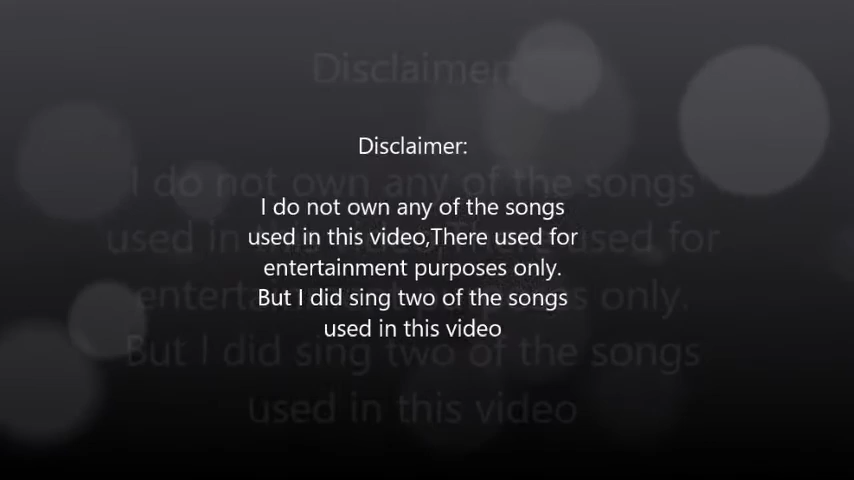 Disclaimer:
I do not own any of the songs
used in this video,There used for
entertainment purposes only.
But I did sing two of the songs
used in this video